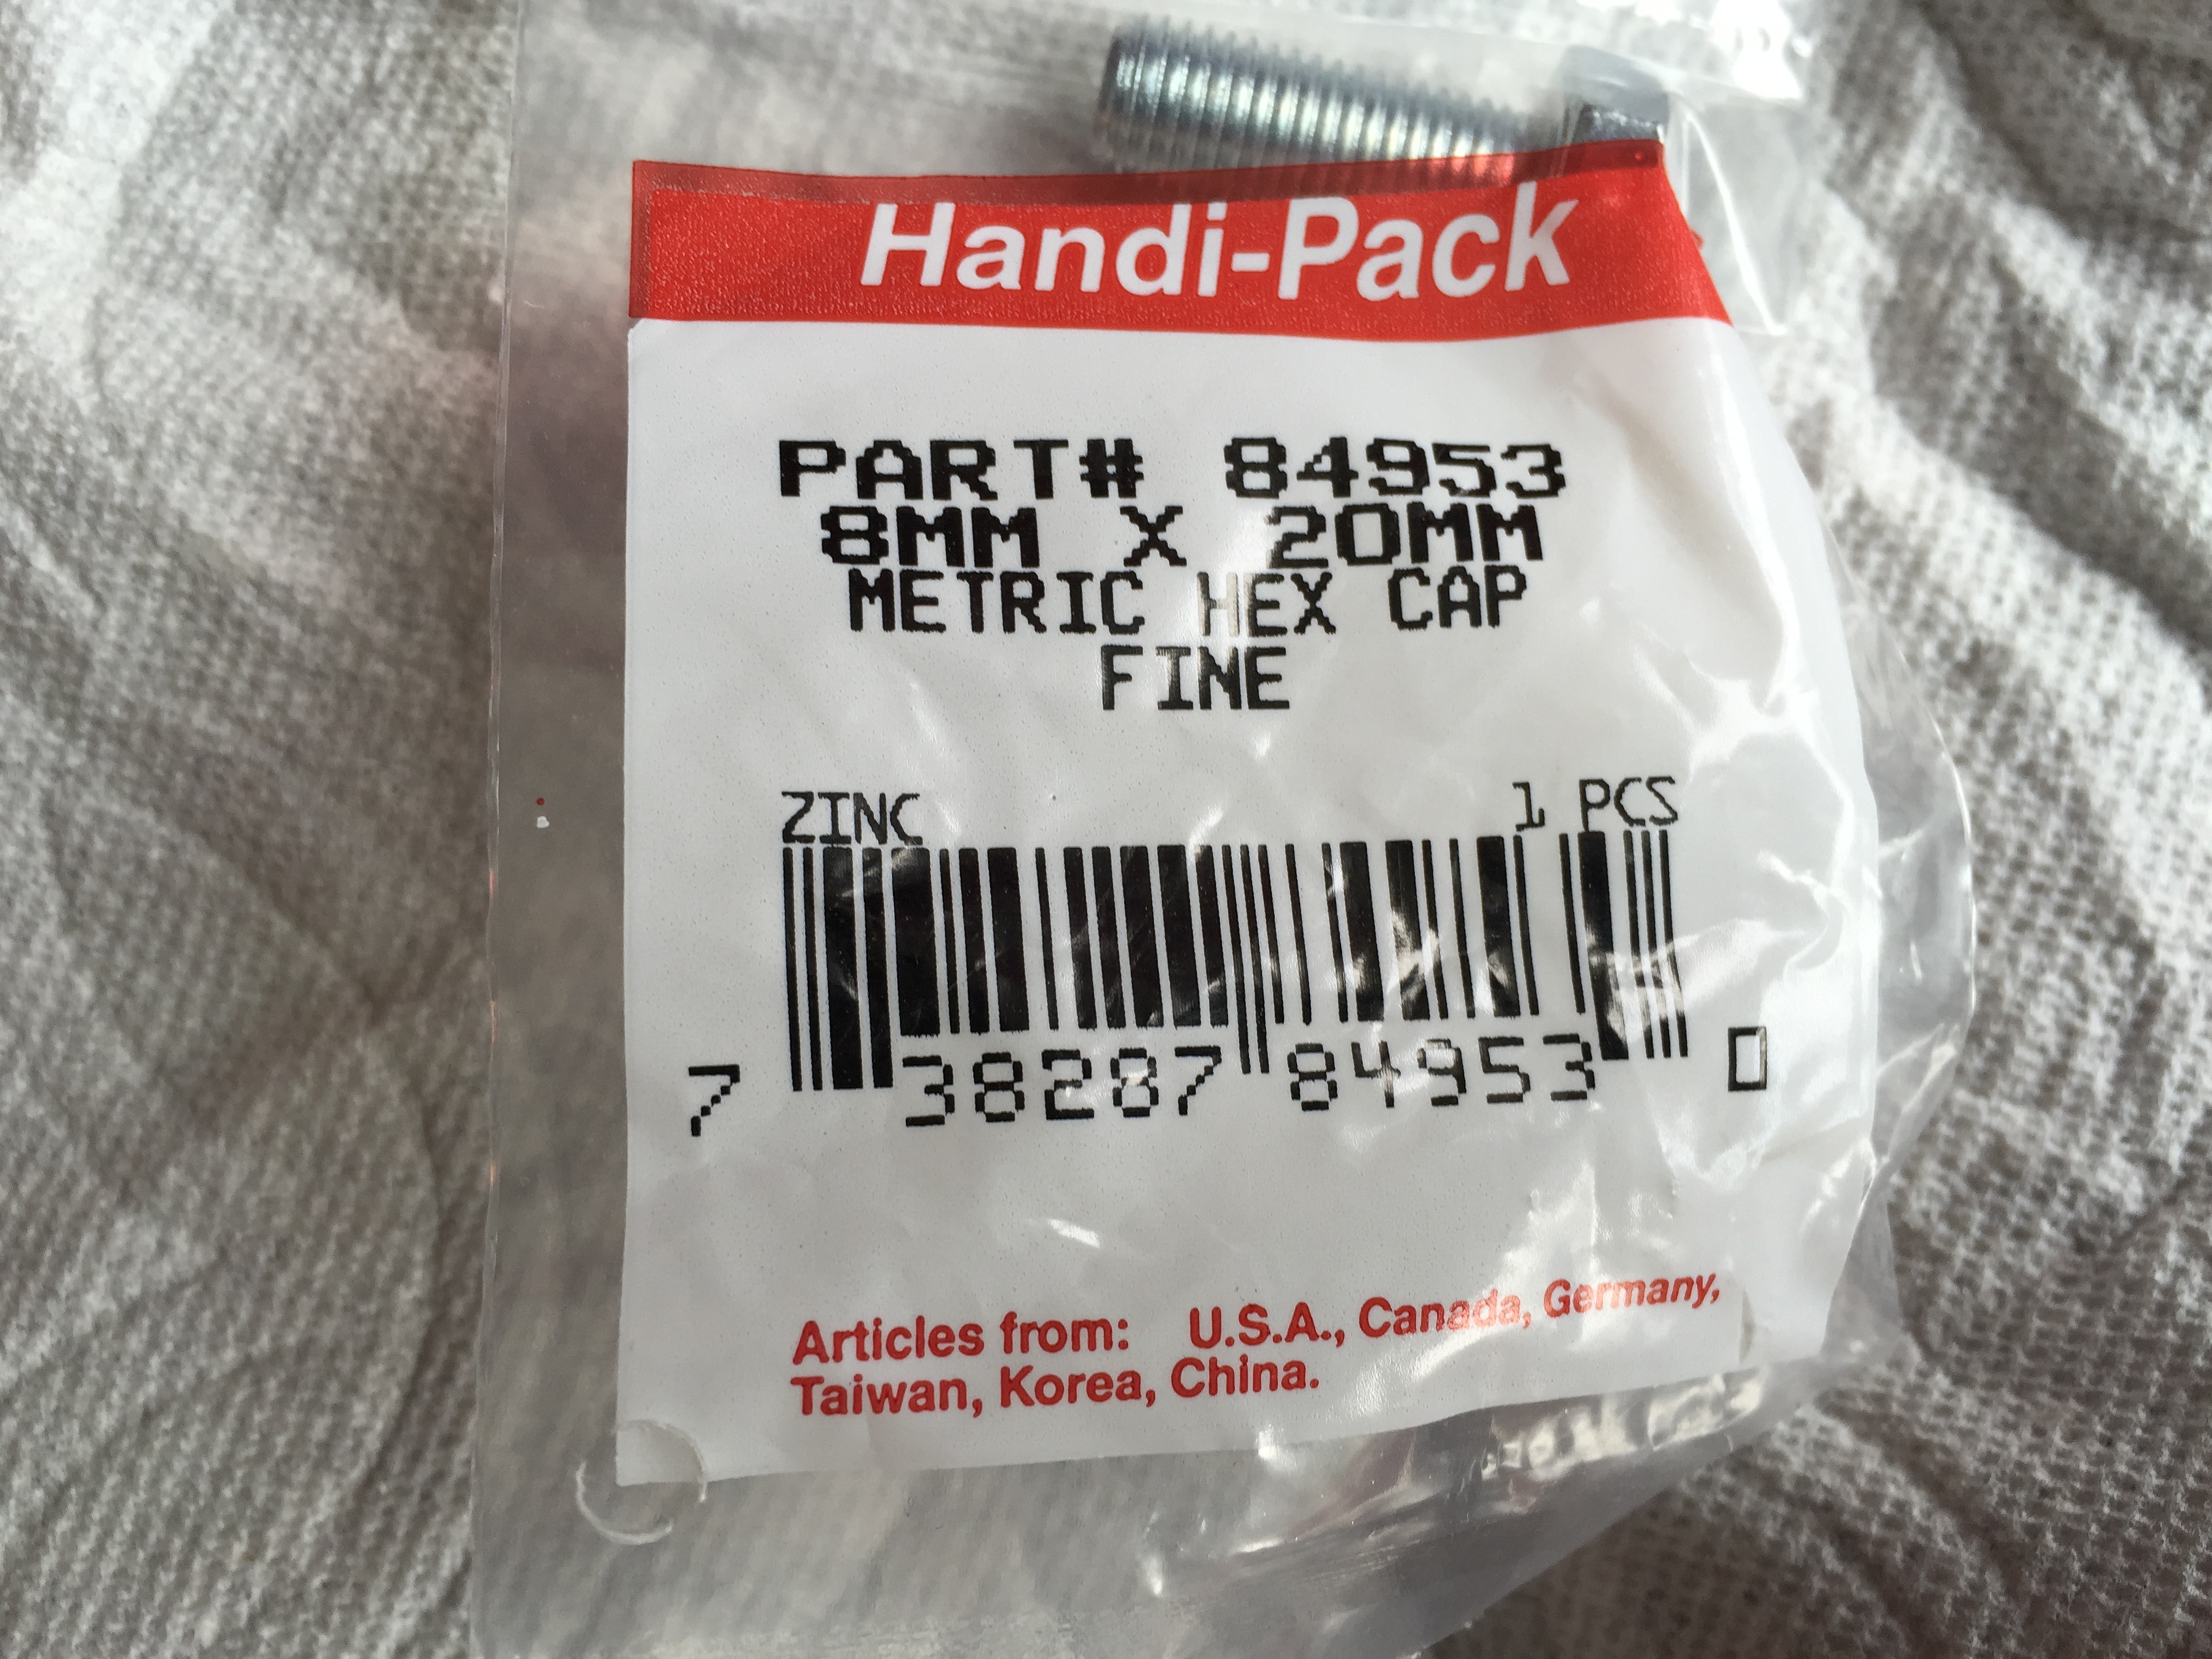 Handi-Pack
PART# 84953
8MM X 20MM
METRIC HEX CAP
FINE
ZINC 1 PCS
7 38287 84953 0
Articles from: U.S.A., Canada, Germany,
Taiwan, Korea, China.